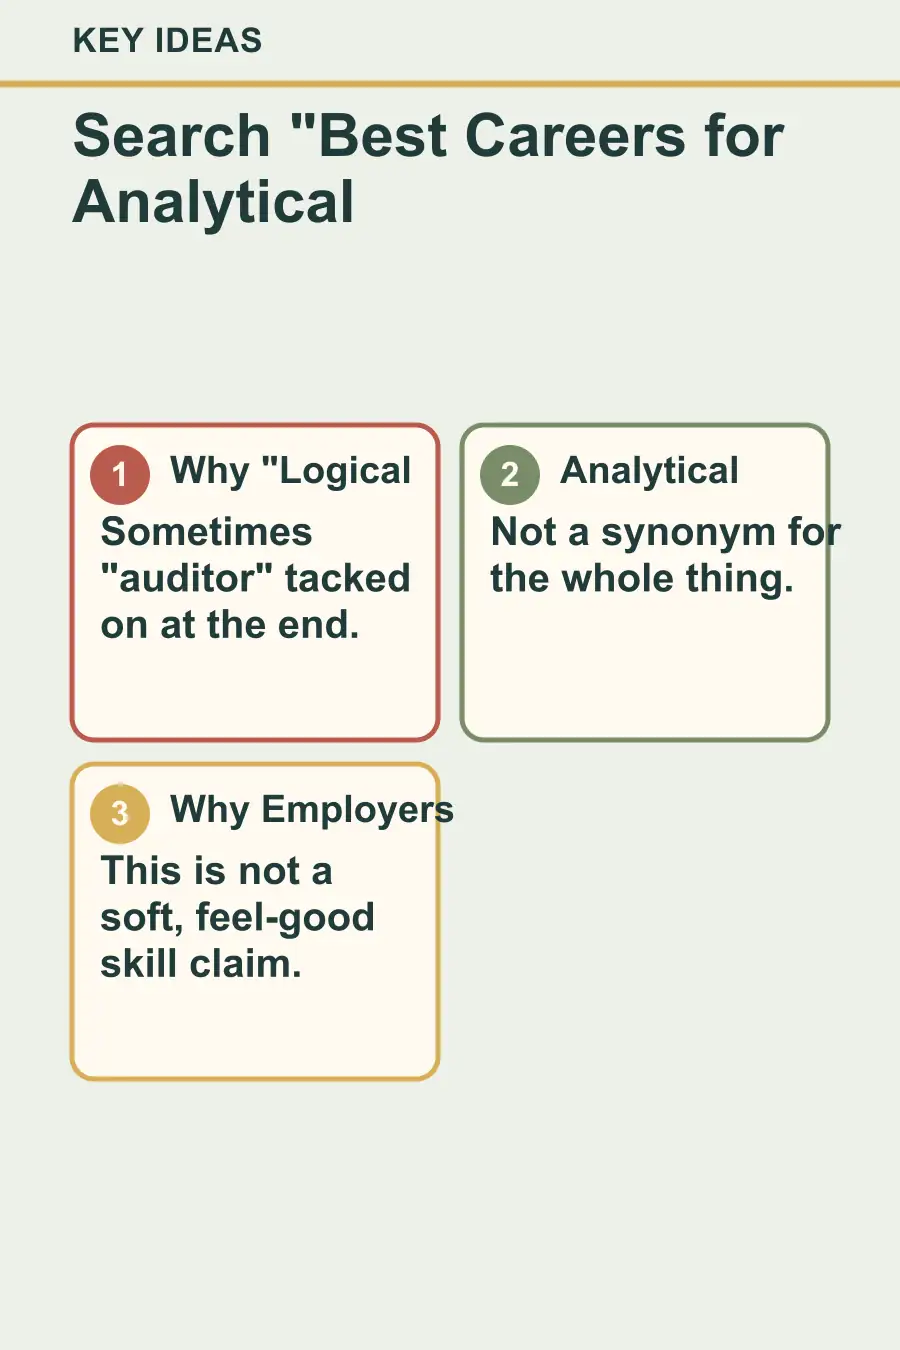 KEY IDEAS
Search "Best Careers for
Analytical
1 Why "Logical
Sometimes
"auditor" tacked
on at the end.
2 Analytical
Not a synonym for
the whole thing.
3 Why Employers
This is not a
soft, feel-good
skill claim.